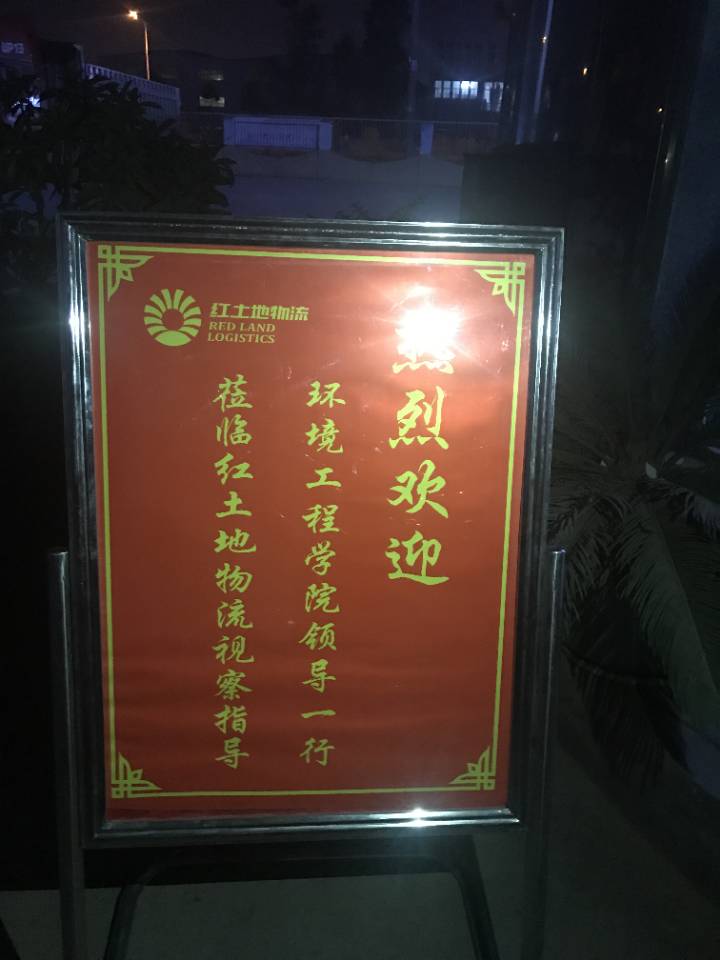 红土地物流
RED LAND
LOGISTICS
热烈欢迎
环境工程学院领导一行
莅临红土地物流视察指导